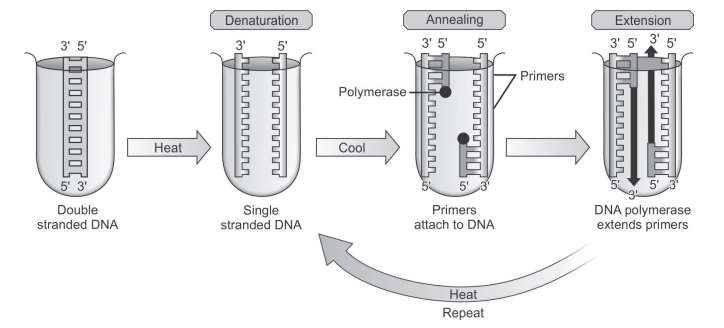 Denaturation
Annealing
Extension
3' 5'
3' 5'
3' 5' 5'
3' 5' 3' 5'
Polymerase
Primers
Heat
Cool
5' 3'
5' 5' 3'
5' 3' 5' 3'
Double
stranded DNA
Single
stranded DNA
Primers
attach to DNA
DNA polymerase
extends primers
Heat
Repeat